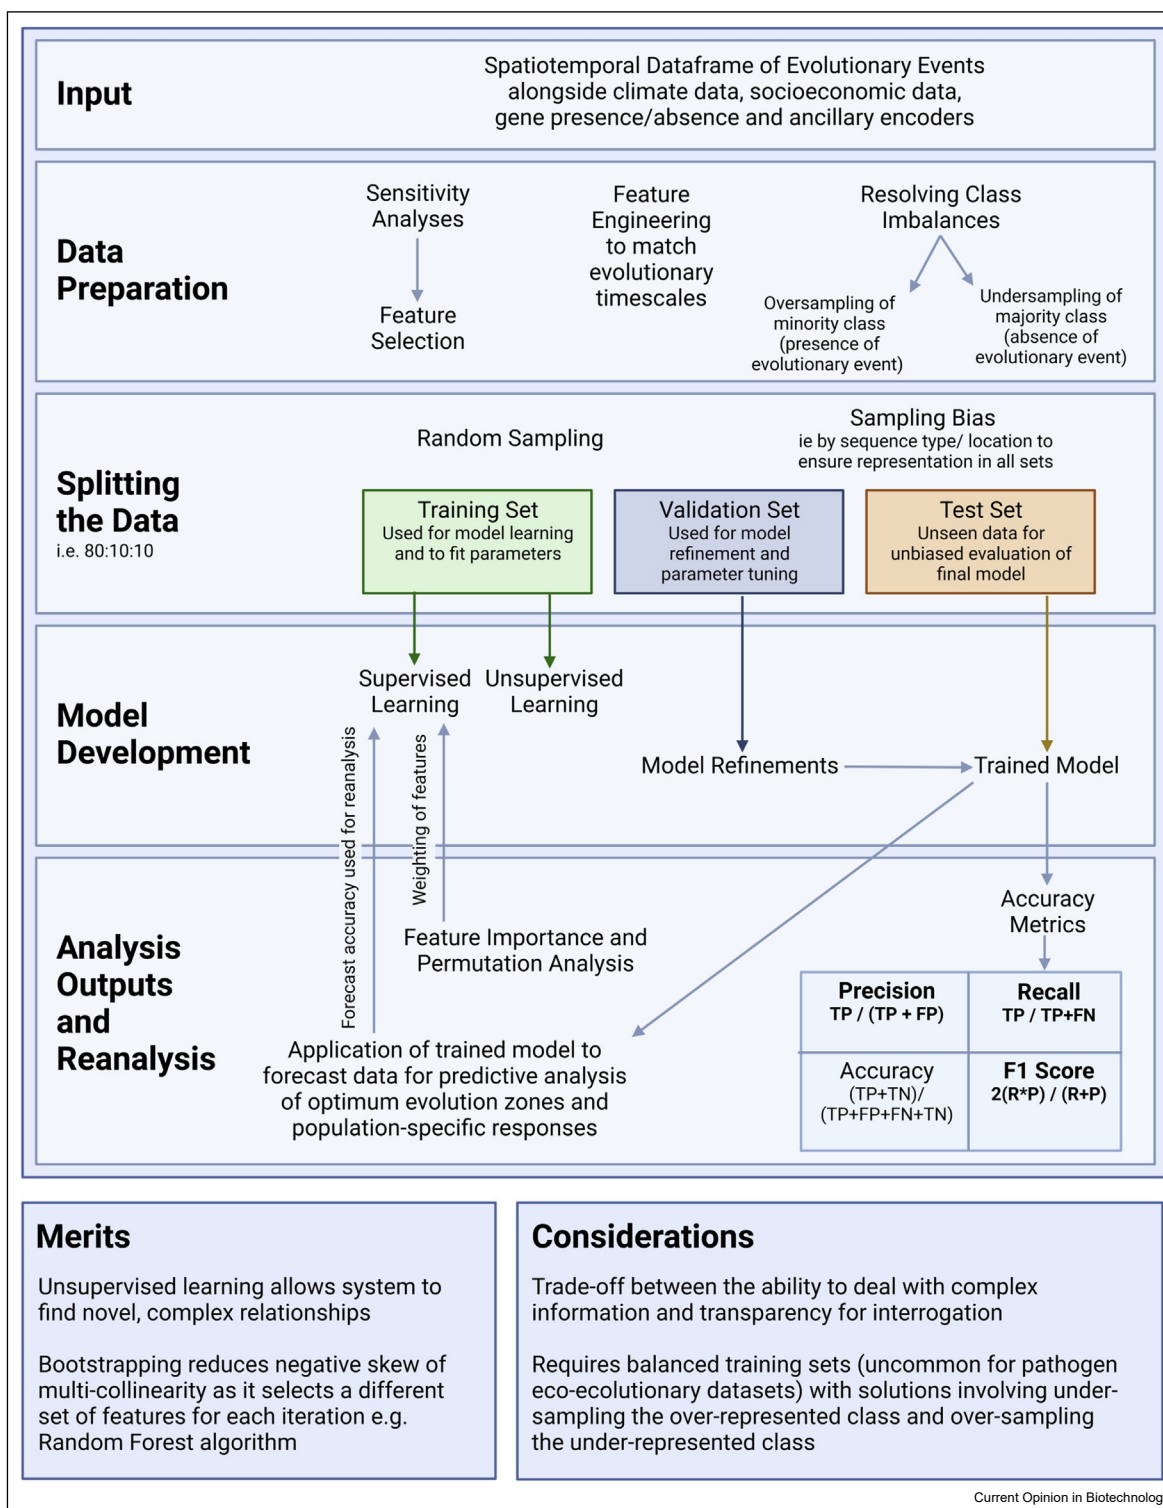 Input
Spatiotemporal Dataframe of Evolutionary Events
alongside climate data, socioeconomic data,
gene presence/absence and ancillary encoders
Data
Preparation
Sensitivity
Analyses
Feature
Selection
Feature
Engineering
to match
evolutionary
timescales
Resolving Class
Imbalances
Oversampling of
minority class
(presence of
evolutionary event)
Undersampling of
majority class
(absence of
evolutionary event)
Splitting
the Data
i.e. 80:10:10
Random Sampling
Sampling Bias
ie by sequence type/ location to
ensure representation in all sets
Training Set
Used for model learning
and to fit parameters
Validation Set
Used for model
refinement and
parameter tuning
Test Set
Unseen data for
unbiased evaluation of
final model
Model
Development
Supervised
Learning
Unsupervised
Learning
Model Refinements
Trained Model
Forecast accuracy used for reanalysis
Weighting of features
Analysis
Outputs
and
Reanalysis
Feature Importance and
Permutation Analysis
Application of trained model to
forecast data for predictive analysis
of optimum evolution zones and
population-specific responses
Accuracy
Metrics
Precision
TP / (TP + FP)
Recall
TP / TP+FN
Accuracy
(TP+TN)/
(TP+FP+FN+TN)
F1 Score
2(R*P) / (R+P)
Merits
Unsupervised learning allows system to
find novel, complex relationships
Bootstrapping reduces negative skew of
multi-collinearity as it selects a different
set of features for each iteration e.g.
Random Forest algorithm
Considerations
Trade-off between the ability to deal with complex
information and transparency for interrogation
Requires balanced training sets (uncommon for pathogen
eco-ecolutionary datasets) with solutions involving under-
sampling the over-represented class and over-sampling
the under-represented class
Current Opinion in Biotechnolog